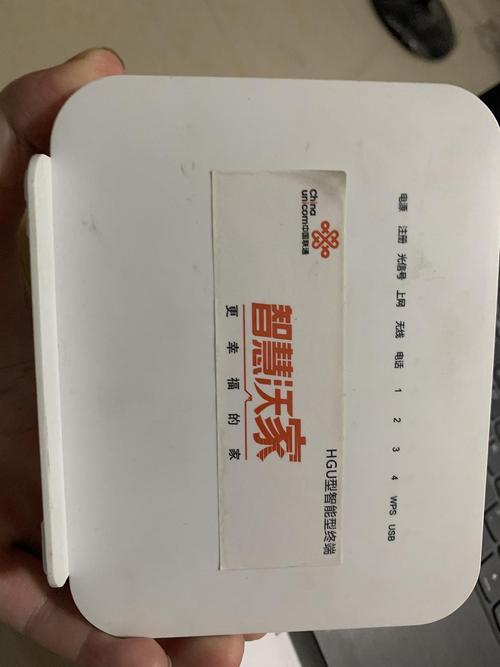 电源 注册 光信号 上网 无线 电话 1 2 3 4 WPS USB
China
unicom中国联通
HGU型智能型终端
智慧沃家
更幸福的家